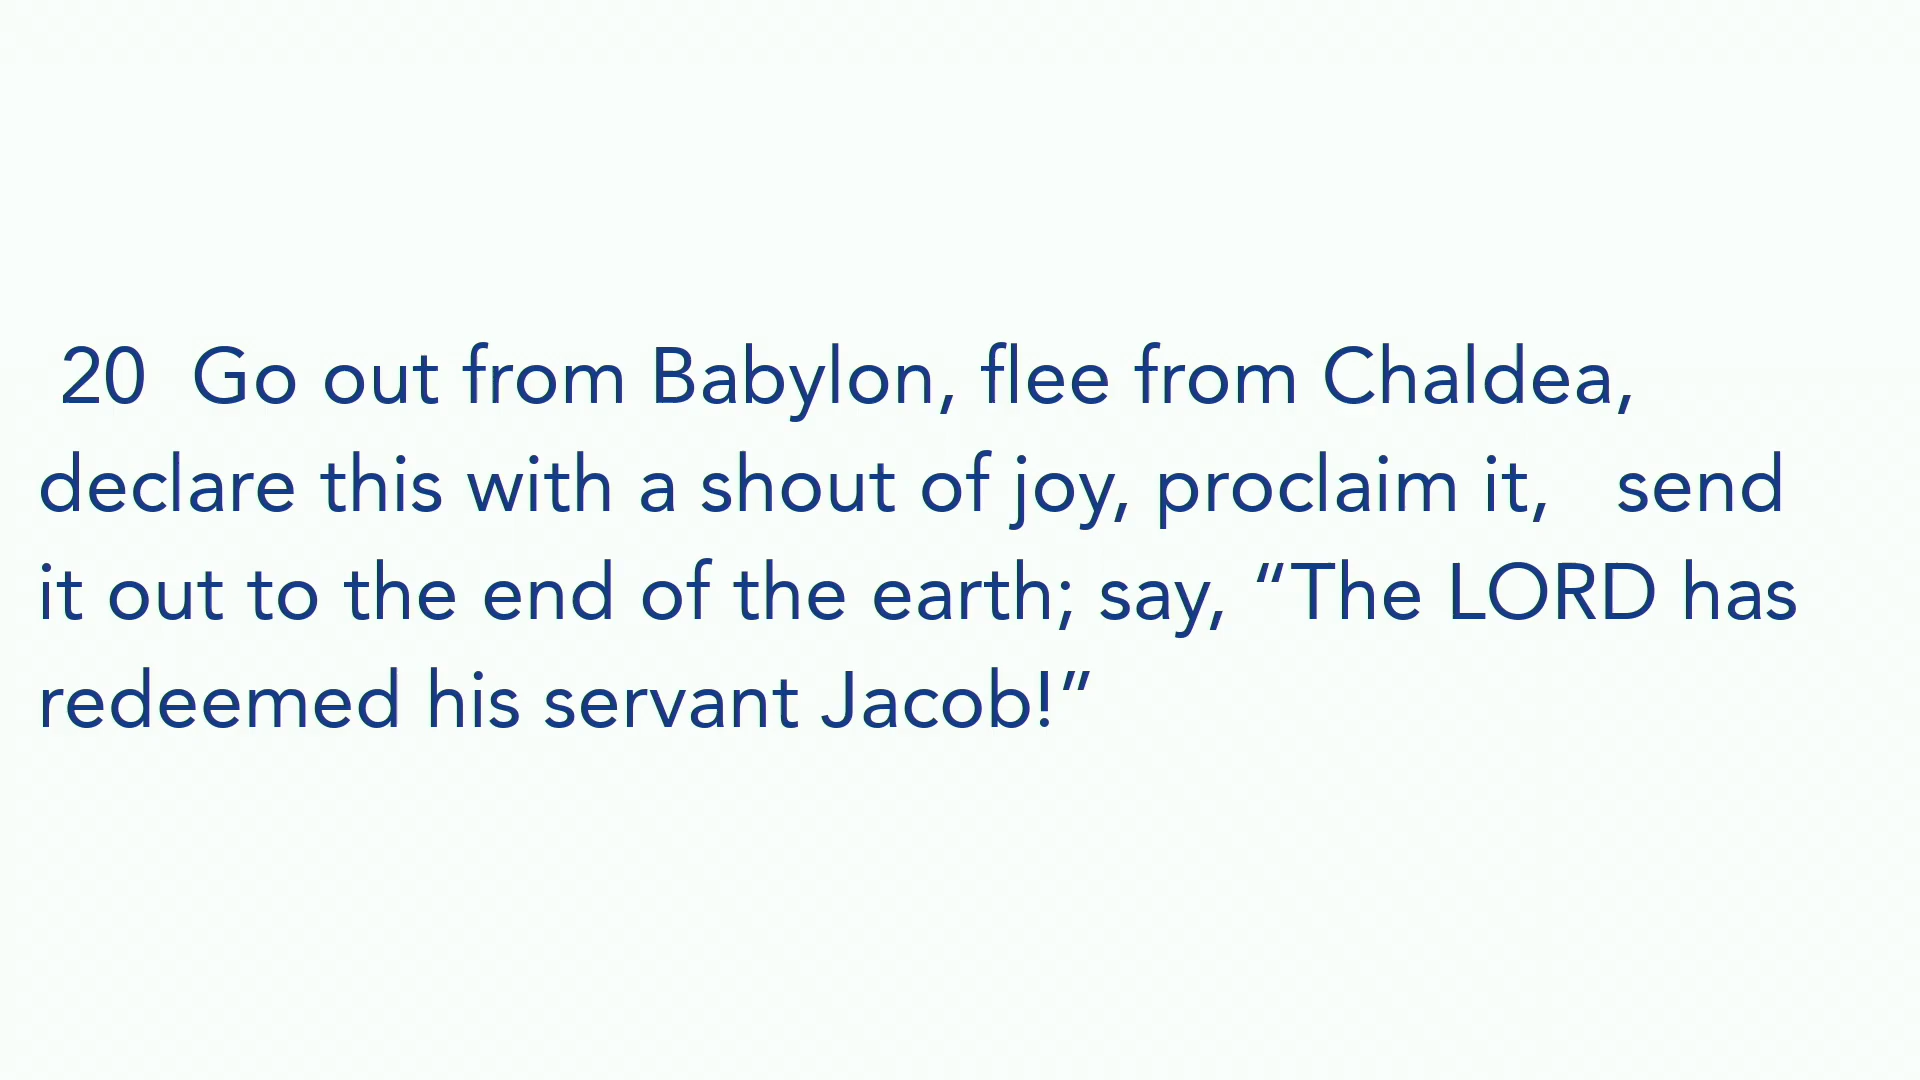 20 Go out from Babylon, flee from Chaldea,
declare this with a shout of joy, proclaim it, send
it out to the end of the earth; say, “The LORD has
redeemed his servant Jacob!”